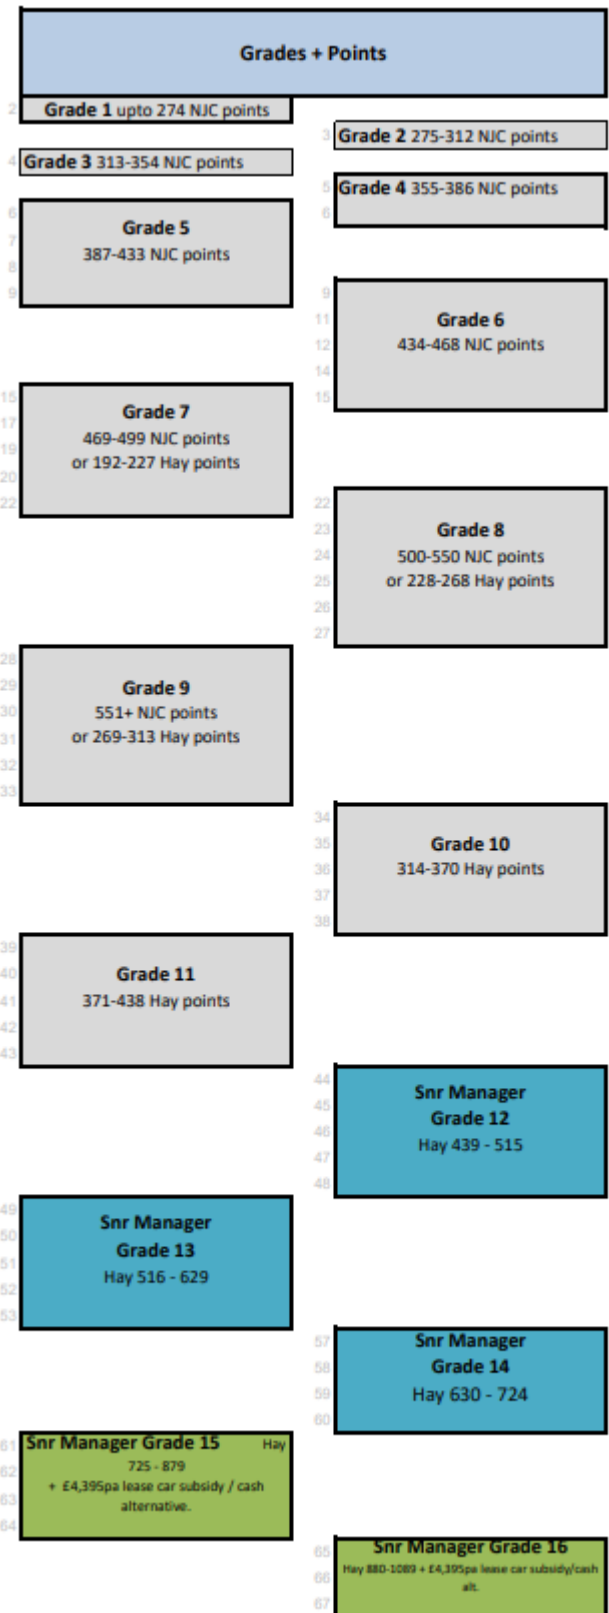 Grades + Points
2
Grade 1 upto 274 NJC points
3
Grade 2 275-312 NJC points
4
Grade 3 313-354 NJC points
5
Grade 4 355-386 NJC points
6
6
Grade 5
7
387-433 NJC points
8
9
9
11
Grade 6
12
434-468 NJC points
14
15
15
Grade 7
17
469-499 NJC points
19
or 192-227 Hay points
20
22
22
23
Grade 8
24
500-550 NJC points
25
or 228-268 Hay points
26
27
28
29
Grade 9
30
551+ NJC points
31
or 269-313 Hay points
32
33
34
35
Grade 10
36
314-370 Hay points
37
38
39
40
Grade 11
41
371-438 Hay points
42
43
44
Snr Manager
45
Grade 12
46
Hay 439 - 515
47
48
49
Snr Manager
50
Grade 13
51
Hay 516 - 629
52
53
57
Snr Manager
58
Grade 14
59
Hay 630 - 724
60
61
Snr Manager Grade 15 Hay
62
725 - 879
+ £4,395pa lease car subsidy / cash
63
alternative.
64
65
Snr Manager Grade 16
66
Hay 880-1089 + £4,395pa lease car subsidy/cash
alt.
67